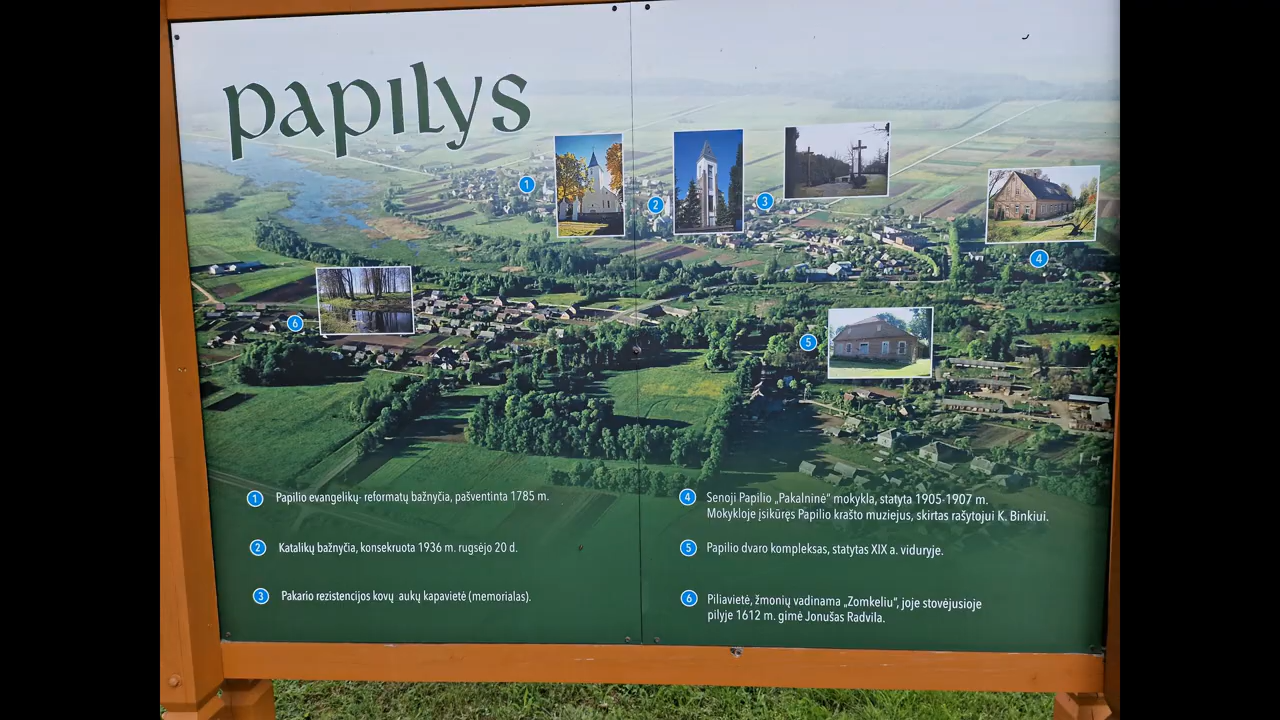 papılys
1
2
3
4
5
6
1 Papilio evangelikų- reformatų bažnyčia, pašventinta 1785 m.
2 Katalikų bažnyčia, konsekruota 1936 m. rugsėjo 20 d.
3 Pakario rezistencijos kovų aukų kapavietė (memorialas).
4 Senoji Papilio „Pakalninė" mokykla, statyta 1905-1907 m.
Mokykloje įsikūręs Papilio krašto muziejus, skirtas rašytojui K. Binkiui.
5 Papilio dvaro kompleksas, statytas XIX a. viduryje.
6 Piliavietė, žmonių vadinama „Zomkeliu", joje stovėjusioje
pilyje 1612 m. gimė Jonušas Radvila.